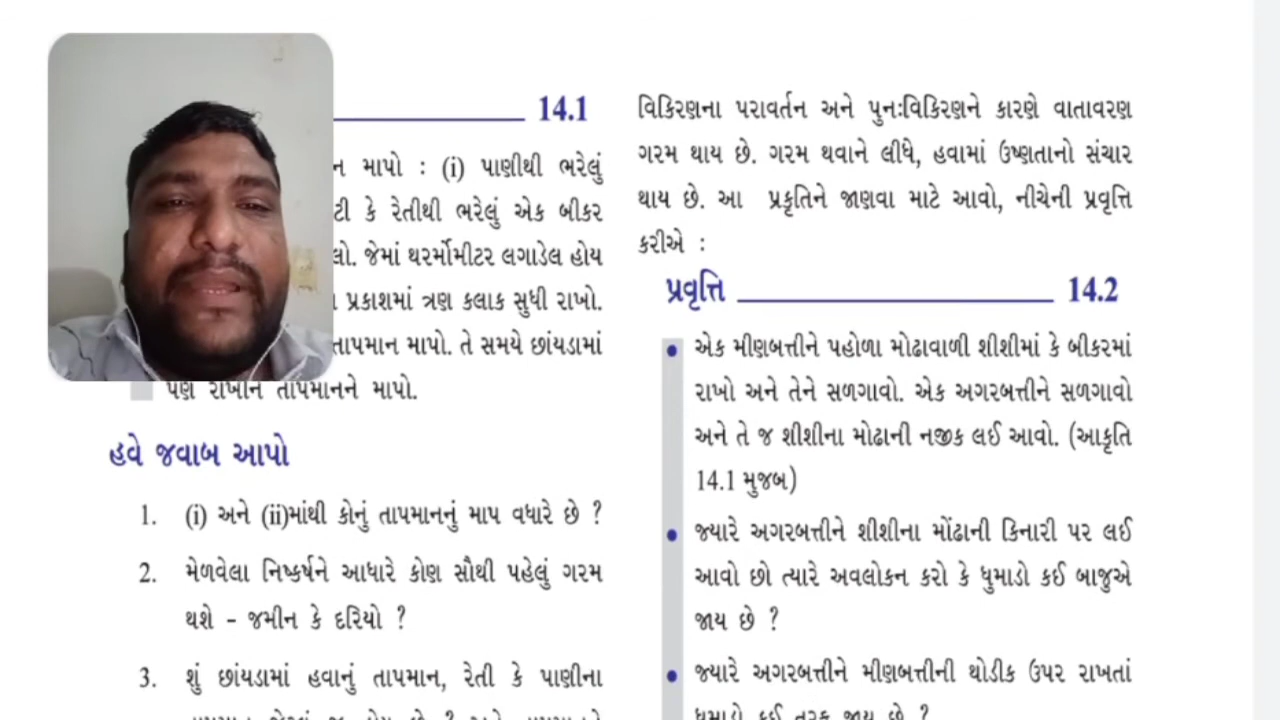 14.1
માપો : (i) પાણીથી ભરેલું
કે રેતીથી ભરેલું એક બીકર
જેમાં થરર્મોમીટર લગાડેલ હોય
પ્રકાશમાં ત્રણ કલાક સુધી રાખો.
તાપમાન માપો. તે સમયે છાંયડામાં
પણ રાખીને તાપમાનને માપો.
હવે જવાબ આપો
1. (i) અને (ii)માંથી કોનું તાપમાનનું માપ વધારે છે ?
2. મેળવેલા નિષ્કર્ષને આધારે કોણ સૌથી પહેલું ગરમ
થશે - જમીન કે દરિયો ?
3. શું છાંયડામાં હવાનું તાપમાન, રેતી કે પાણીના
વિકિરણના પરાવર્તન અને પુનઃવિકિરણને કારણે વાતાવરણ
ગરમ થાય છે. ગરમ થવાને લીધે, હવામાં ઉષ્ણતાનો સંચાર
થાય છે. આ પ્રકૃતિને જાણવા માટે આવો, નીચેની પ્રવૃત્તિ
કરીએ :
પ્રવૃત્તિ 14.2
• એક મીણબત્તીને પહોળા મોઢાવાળી શીશીમાં કે બીકરમાં
રાખો અને તેને સળગાવો. એક અગરબત્તીને સળગાવો
અને તે જ શીશીના મોઢાની નજીક લઈ આવો. (આકૃતિ
14.1 મુજબ)
• જ્યારે અગરબત્તીને શીશીના મોંઢાની કિનારી પર લઈ
આવો છો ત્યારે અવલોકન કરો કે ધુમાડો કઈ બાજુએ
જાય છે ?
• જ્યારે અગરબત્તીને મીણબત્તીની થોડીક ઉપર રાખતાં
ધુમાડો કઈ તરફ જાય છે ?